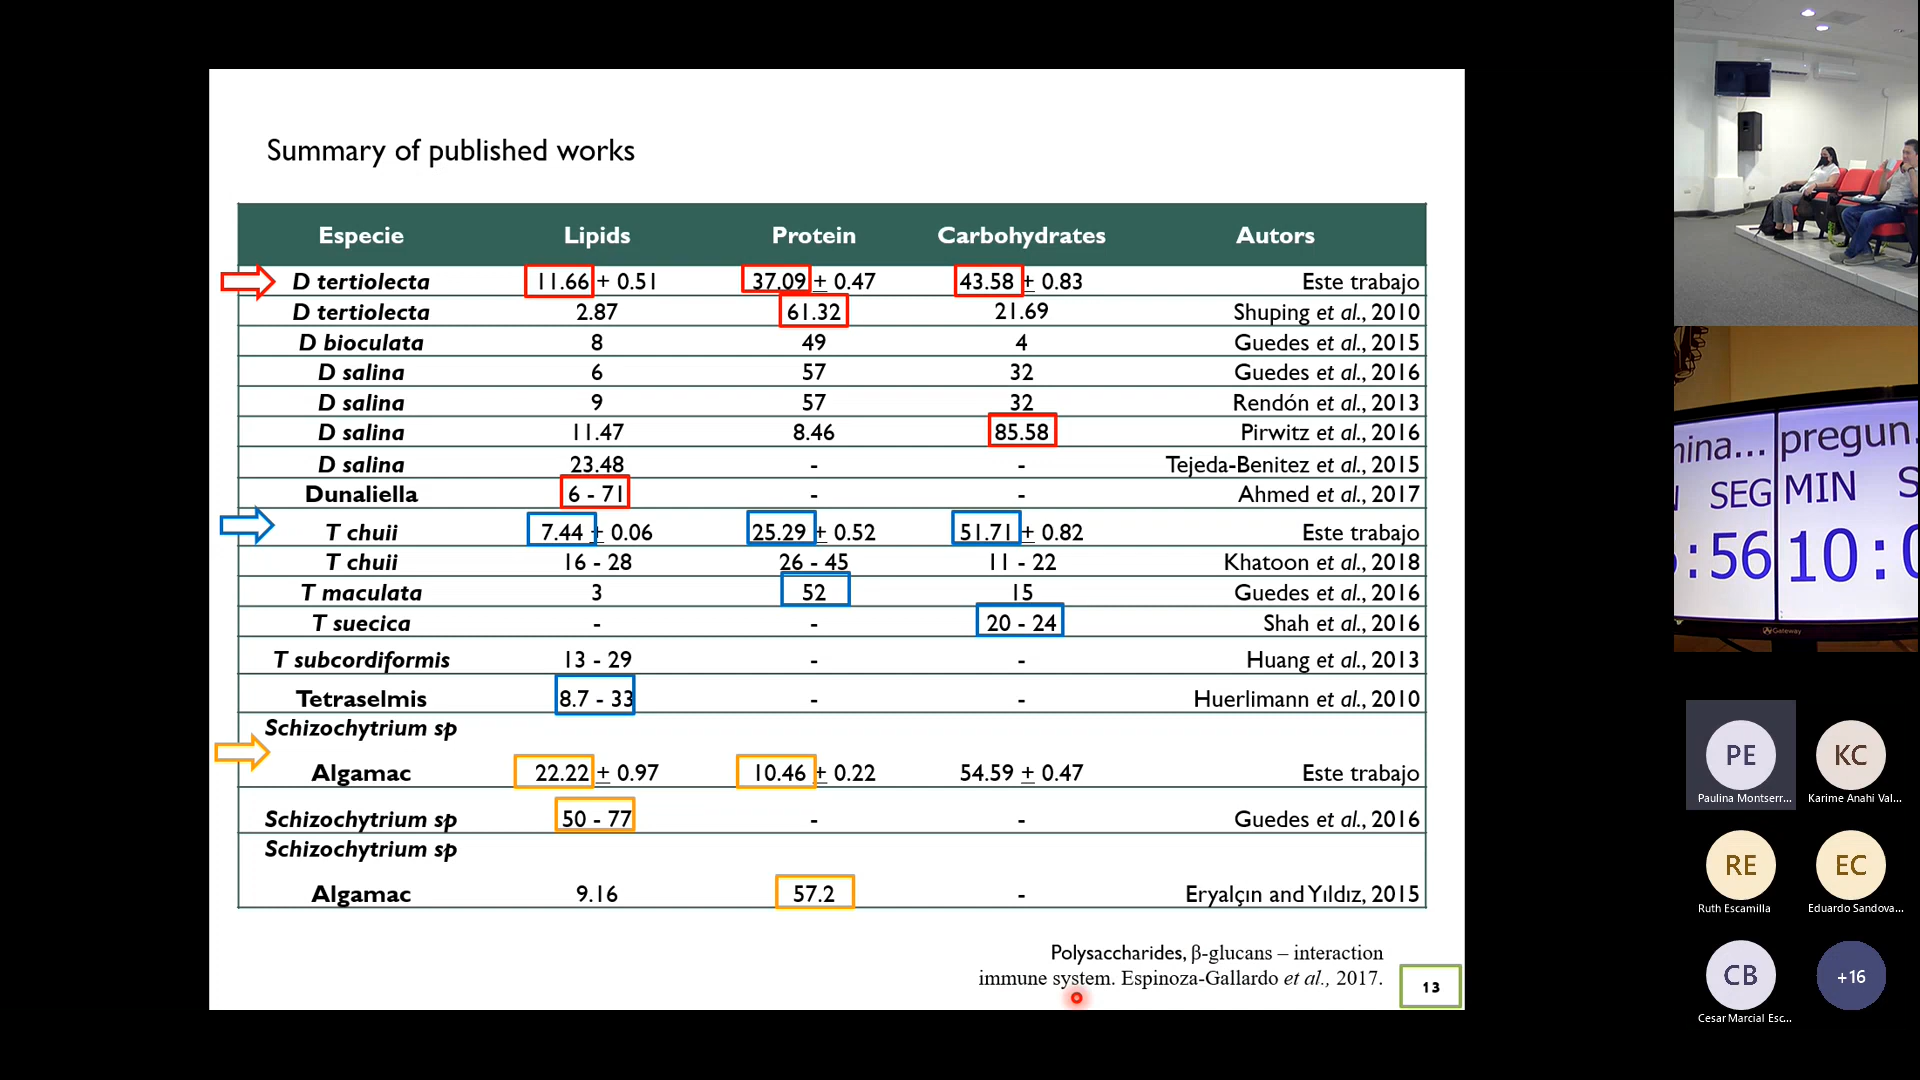 Summary of published works
Especie Lipids Protein Carbohydrates Autors
D tertiolecta 11.66 + 0.51 37.09 + 0.47 43.58 + 0.83 Este trabajo
D tertiolecta 2.87 61.32 21.69 Shuping et al., 2010
D bioculata 8 49 4 Guedes et al., 2015
D salina 6 57 32 Guedes et al., 2016
D salina 9 57 32 Rendón et al., 2013
D salina 11.47 8.46 85.58 Pirwitz et al., 2016
D salina 23.48 - - Tejeda-Benitez et al., 2015
Dunaliella 6 - 71 - - Ahmed et al., 2017
T chuii 7.44 + 0.06 25.29 + 0.52 51.71 + 0.82 Este trabajo
T chuii 16 - 28 26 - 45 11 - 22 Khatoon et al., 2018
T maculata 3 52 15 Guedes et al., 2016
T suecica - - 20 - 24 Shah et al., 2016
T subcordiformis 13 - 29 - - Huang et al., 2013
Tetraselmis 8.7 - 33 - - Huerlimann et al., 2010
Schizochytrium sp
Algamac 22.22 + 0.97 10.46 + 0.22 54.59 + 0.47 Este trabajo
Schizochytrium sp 50 - 77 - - Guedes et al., 2016
Schizochytrium sp
Algamac 9.16 57.2 - Eryalçın and Yıldız, 2015
Polysaccharides, β-glucans – interaction
immune system. Espinoza-Gallardo et al., 2017.
13
ina... pregun.
SEG MIN S
:56 10:0
Gateway
PE KC
Paulina Montserr... Karime Anahi Val...
RE EC
Ruth Escamilla Eduardo Sandova...
CB +16
Cesar Marcial Esc...